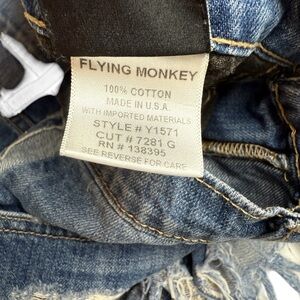 FLYING MONKEY
100% COTTON
MADE IN U.S.A.
WITH IMPORTED MATERIALS
STYLE # Y1571
CUT # 7281 G
RN # 138395
SEE REVERSE FOR CARE